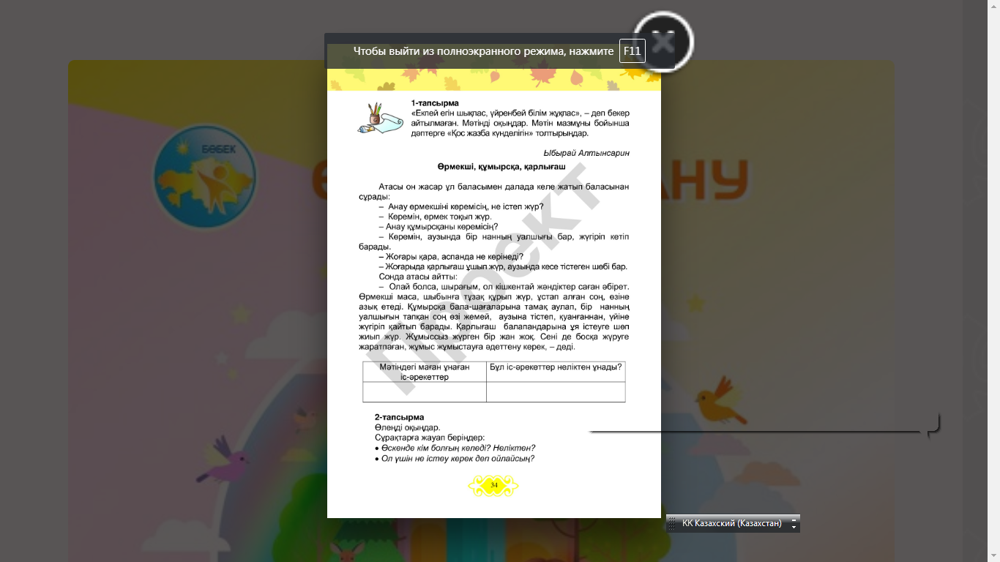 Чтобы выйти из полноэкранного режима, нажмите F11
БӨБЕК
АНУ
1-тапсырма
«Екпей егін шықпас, үйренбей білім жұқпас», – деп бекер
айтылмаған. Мәтінді оқыңдар. Мәтін мазмұны бойынша
дәптерге «Қос жазба күнделігін» толтырыңдар.
Ыбырай Алтынсарин
Өрмекші, құмырсқа, қарлығаш
Атасы он жасар ұл баласымен далада келе жатып баласынан
сұрады:
– Анау өрмекшіні көремісің, не істеп жүр?
– Көремін, өрмек тоқып жүр.
– Анау құмырсқаны көремісің?
– Көремін, аузында бір нанның уалшығы бар, жүгіріп кетіп
барады.
– Жоғары қара, аспанда не көрінеді?
– Жоғарыда қарлығаш ұшып жүр, аузында кесе тістеген шөбі бар.
Сонда атасы айтты:
– Олай болса, шырағым, ол кішкентай жәндіктер саған әбірет.
Өрмекші маса, шыбынға тұзақ құрып жүр, ұстап алған соң, өзіне
азық етеді. Құмырсқа бала-шағаларына тамақ аулап, бір нанның
уалшығын тапқан соң өзі жемей, аузына тістеп, қуанғаннан, үйіне
жүгіріп қайтып барады. Қарлығаш балапандарына ұя істеуге шөп
жиып жүр. Жұмыссыз жүрген бір жан жоқ. Сені де босқа жүруге
жаратпаған, жұмыс жұмыстауға әдеттену керек, – деді.
Проект
Мәтіндегі маған ұнаған Бұл іс-әрекеттер неліктен ұнады?
іс-әрекеттер
2-тапсырма
Өлеңді оқыңдар.
Сұрақтарға жауап беріңдер:
• Өскенде кім болғың келеді? Неліктен?
• Ол үшін не істеу керек деп ойлайсың?
34
KK Казахский (Казахстан)